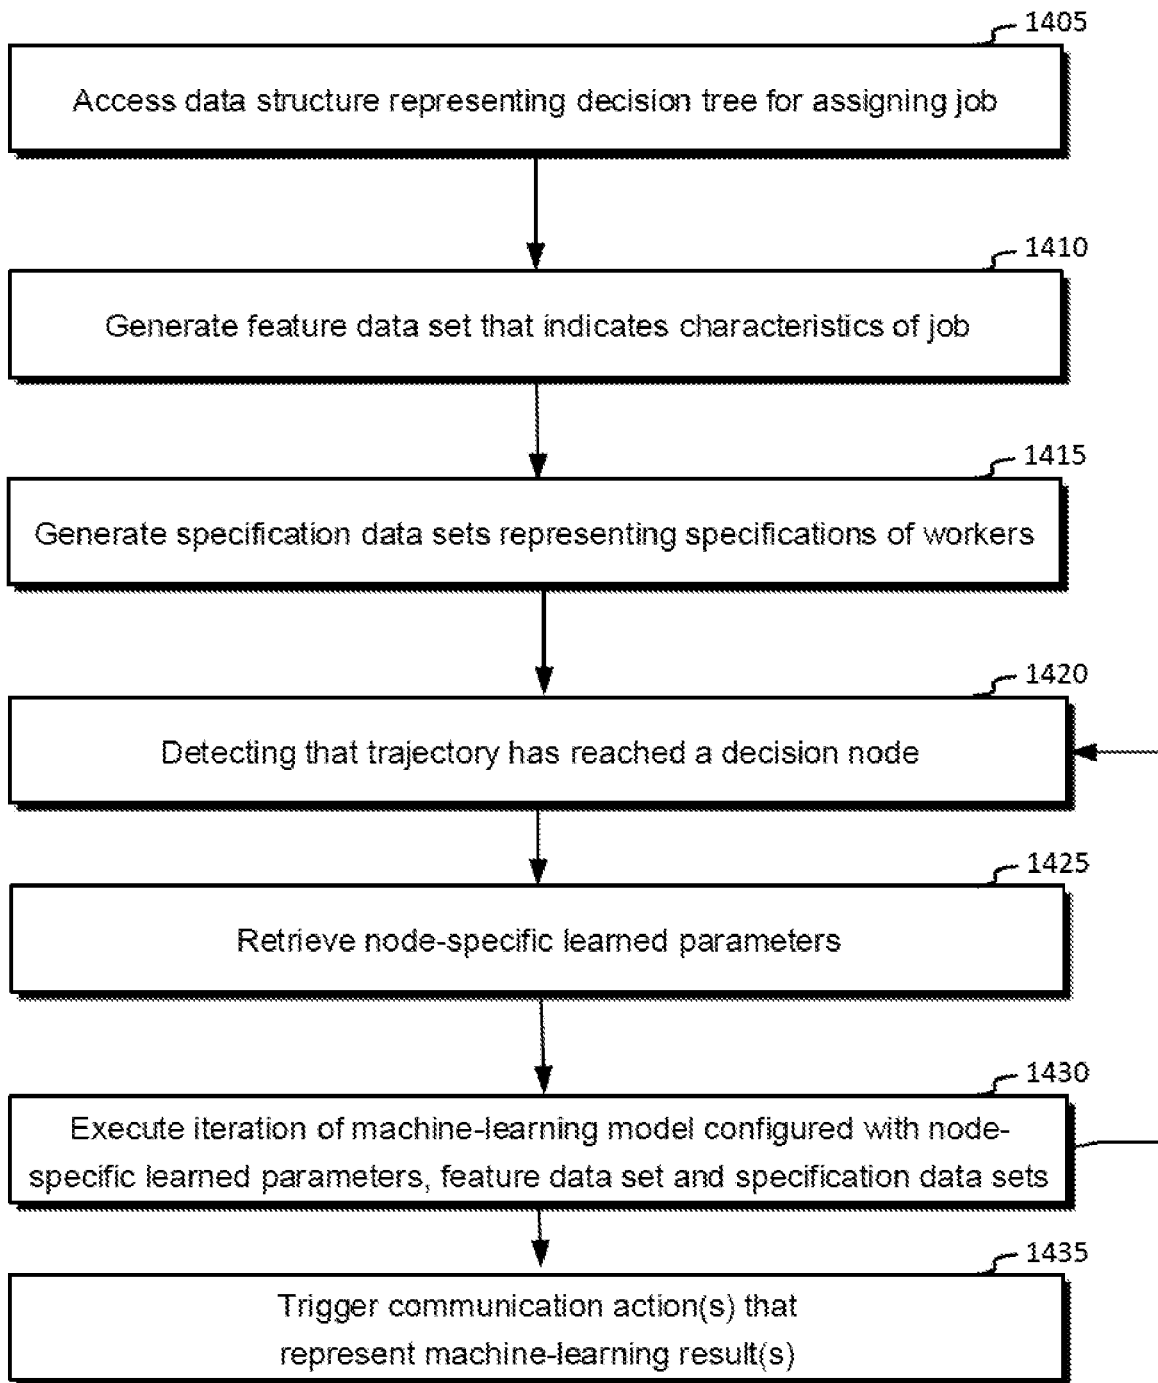 1405
Access data structure representing decision tree for assigning job
1410
Generate feature data set that indicates characteristics of job
1415
Generate specification data sets representing specifications of workers
1420
Detecting that trajectory has reached a decision node
1425
Retrieve node-specific learned parameters
1430
Execute iteration of machine-learning model configured with node-
specific learned parameters, feature data set and specification data sets
1435
Trigger communication action(s) that
represent machine-learning result(s)